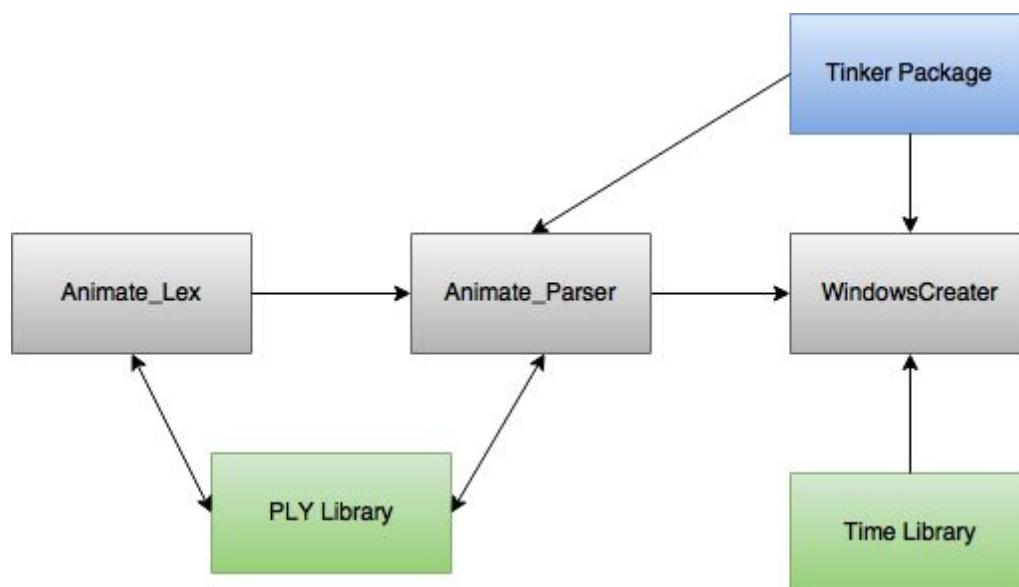 Tinker Package
Animate_Lex
Animate_Parser
WindowsCreater
PLY Library
Time Library